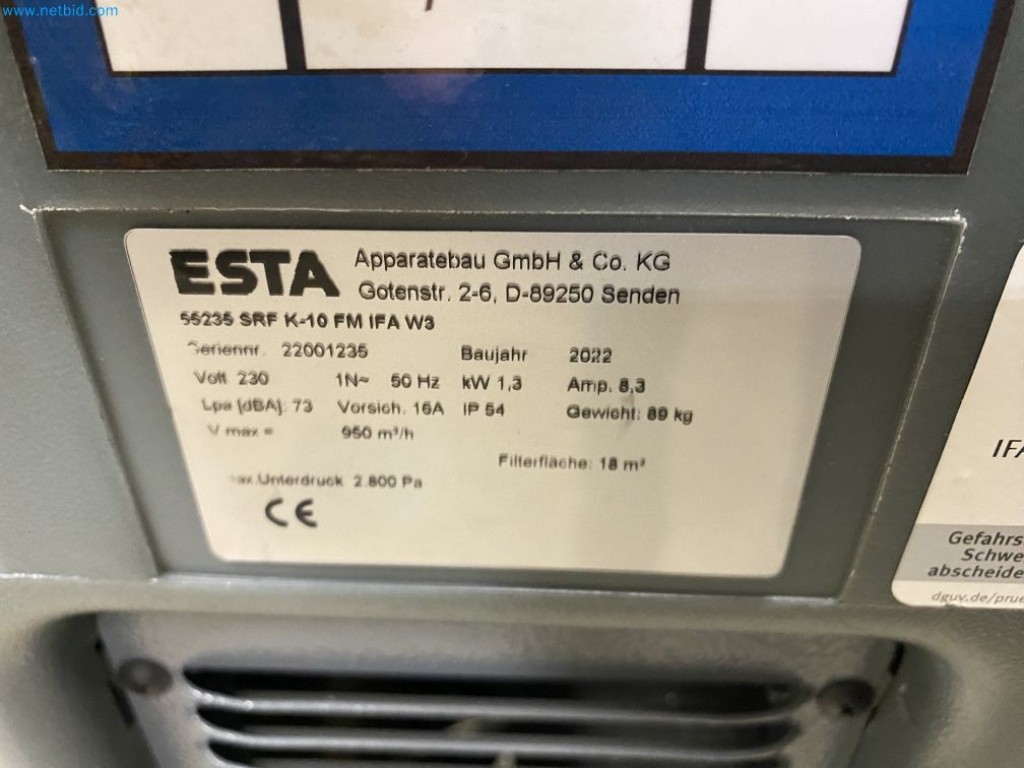 www.netbid.com
ESTA Apparatebau GmbH & Co. KG
Gotenstr. 2-6, D-89250 Senden
55235 SRF K-10 FM IFA W3
Seriennr. 22001235 Baujahr 2022
Volt 230 1N~ 50 Hz kW 1,3 Amp. 8,3
Lpa [dBA]: 73 Vorsich. 16A IP 54 Gewicht: 89 kg
V max = 950 m³/h
Filterfläche: 18 m²
max.Unterdruck 2.800 Pa
CE
IFA
Gefahrs
Schwe
abscheide
dguv.de/prue